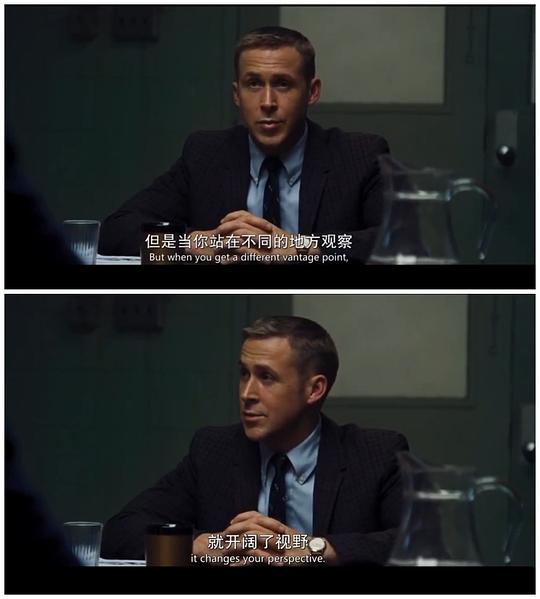 但是当你站在不同的地方观察
But when you get a different vantage point,
就开阔了视野
it changes your perspective.